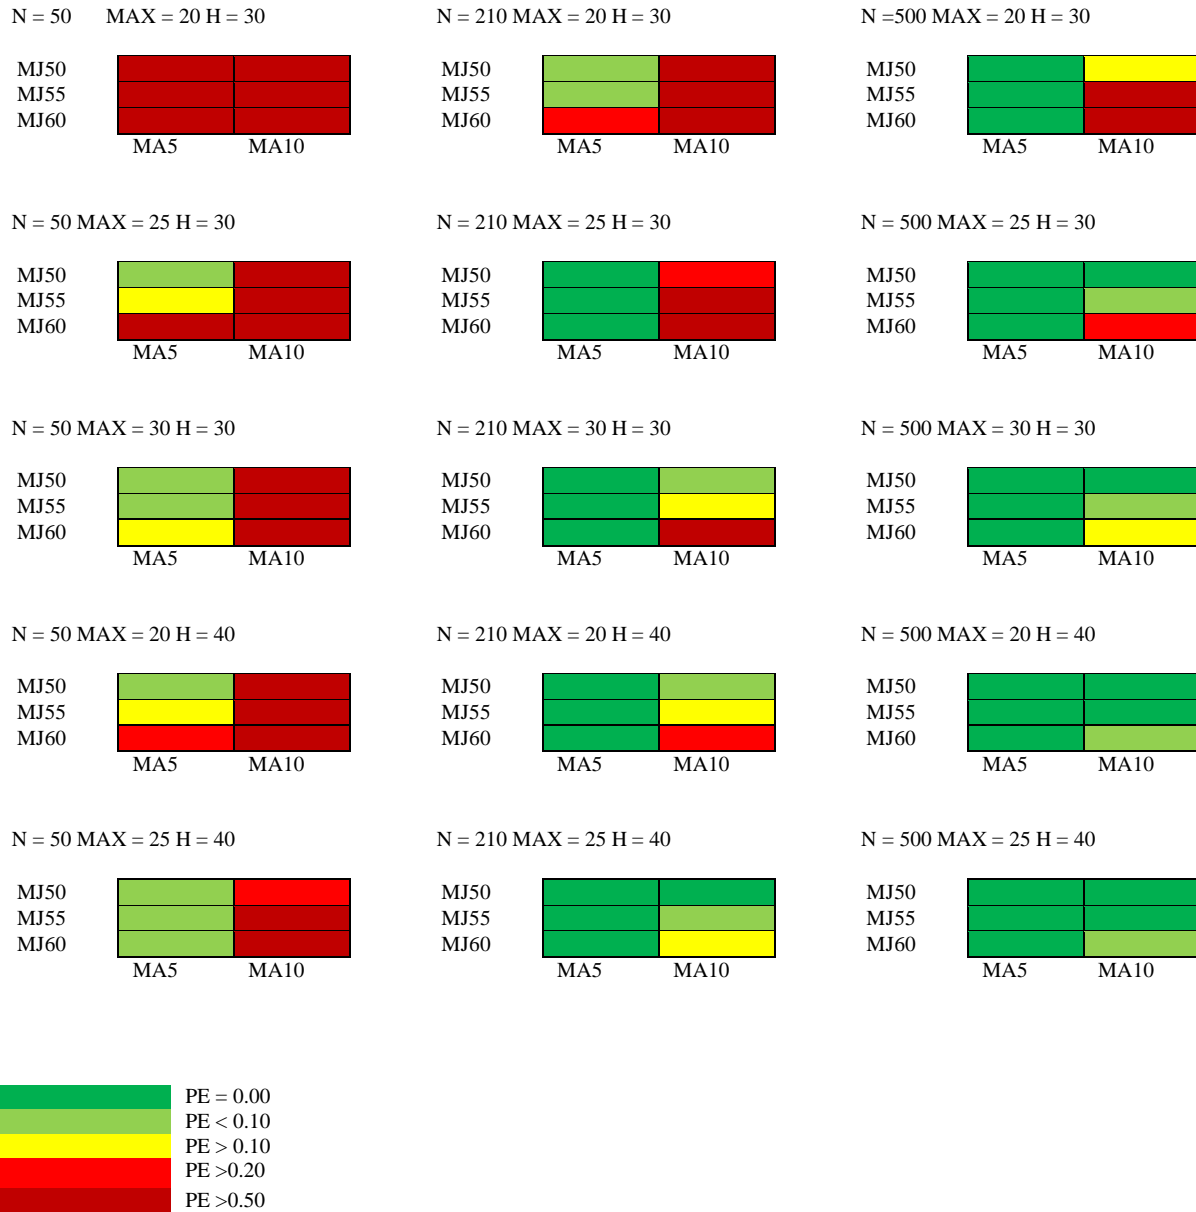 N = 50 MAX = 20 H = 30 N = 210 MAX = 20 H = 30 N =500 MAX = 20 H = 30
MJ50 MJ50 MJ50
MJ55 MJ55 MJ55
MJ60 MJ60 MJ60
MA5 MA10 MA5 MA10 MA5 MA10
N = 50 MAX = 25 H = 30 N = 210 MAX = 25 H = 30 N = 500 MAX = 25 H = 30
MJ50 MJ50 MJ50
MJ55 MJ55 MJ55
MJ60 MJ60 MJ60
MA5 MA10 MA5 MA10 MA5 MA10
N = 50 MAX = 30 H = 30 N = 210 MAX = 30 H = 30 N = 500 MAX = 30 H = 30
MJ50 MJ50 MJ50
MJ55 MJ55 MJ55
MJ60 MJ60 MJ60
MA5 MA10 MA5 MA10 MA5 MA10
N = 50 MAX = 20 H = 40 N = 210 MAX = 20 H = 40 N = 500 MAX = 20 H = 40
MJ50 MJ50 MJ50
MJ55 MJ55 MJ55
MJ60 MJ60 MJ60
MA5 MA10 MA5 MA10 MA5 MA10
N = 50 MAX = 25 H = 40 N = 210 MAX = 25 H = 40 N = 500 MAX = 25 H = 40
MJ50 MJ50 MJ50
MJ55 MJ55 MJ55
MJ60 MJ60 MJ60
MA5 MA10 MA5 MA10 MA5 MA10
PE = 0.00
PE < 0.10
PE > 0.10
PE >0.20
PE >0.50